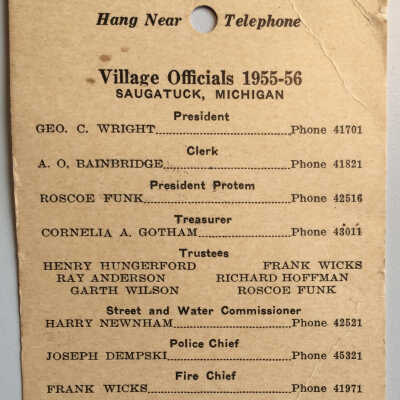 Hang Near Telephone
Village Officials 1955-56
SAUGATUCK, MICHIGAN
President
GEO. C. WRIGHT Phone 41701
Clerk
A. O. BAINBRIDGE Phone 41821
President Protem
ROSCOE FUNK Phone 42516
Treasurer
CORNELIA A. GOTHAM Phone 43011
Trustees
HENRY HUNGERFORD FRANK WICKS
RAY ANDERSON RICHARD HOFFMAN
GARTH WILSON ROSCOE FUNK
Street and Water Commissioner
HARRY NEWNHAM Phone 42521
Police Chief
JOSEPH DEMPSKI Phone 45321
Fire Chief
FRANK WICKS Phone 41971